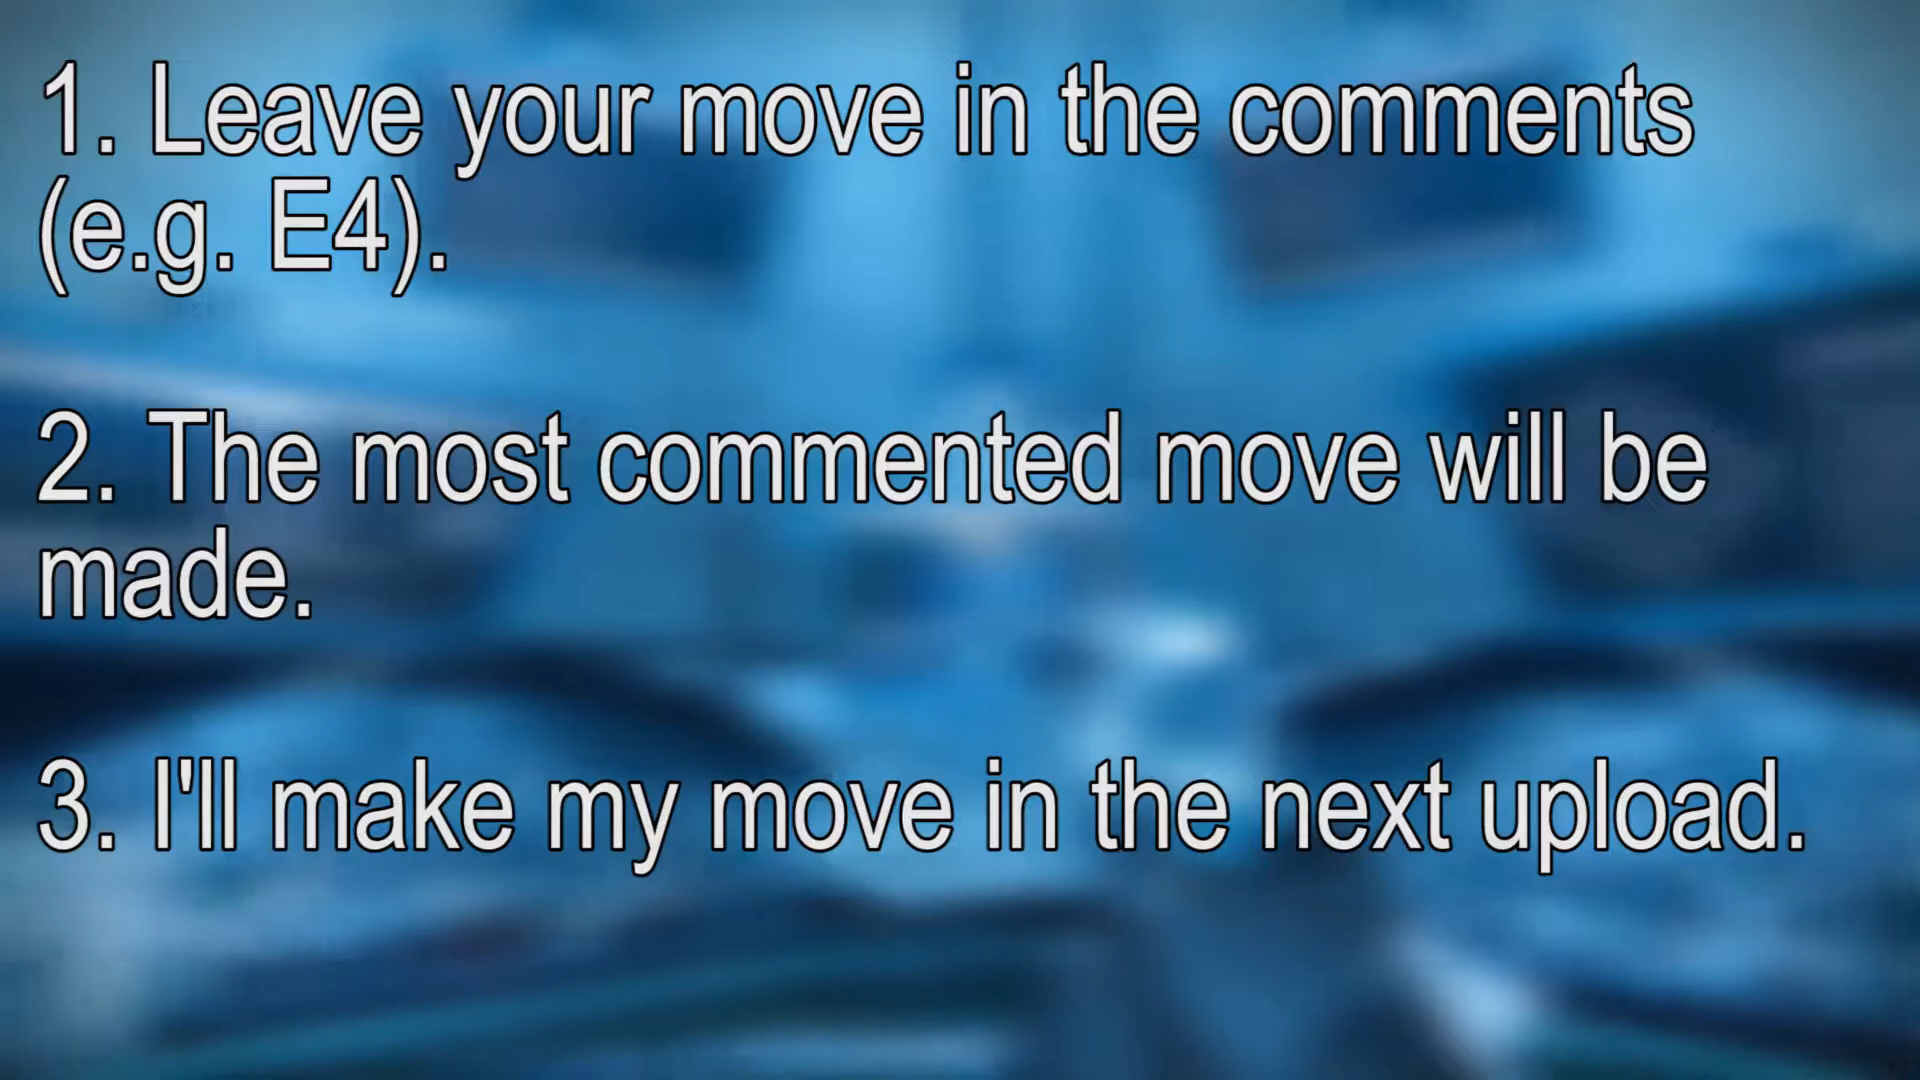 1. Leave your move in the comments
(e.g. E4).
2. The most commented move will be
made.
3. I'll make my move in the next upload.